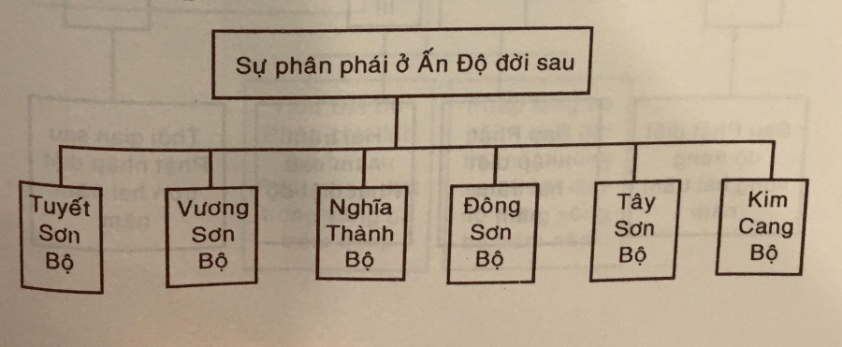 Sự phân phái ở Ấn Độ đời sau
Tuyết
Sơn
Bộ
Vương
Sơn
Bộ
Nghĩa
Thành
Bộ
Đông
Sơn
Bộ
Tây
Sơn
Bộ
Kim
Cang
Bộ